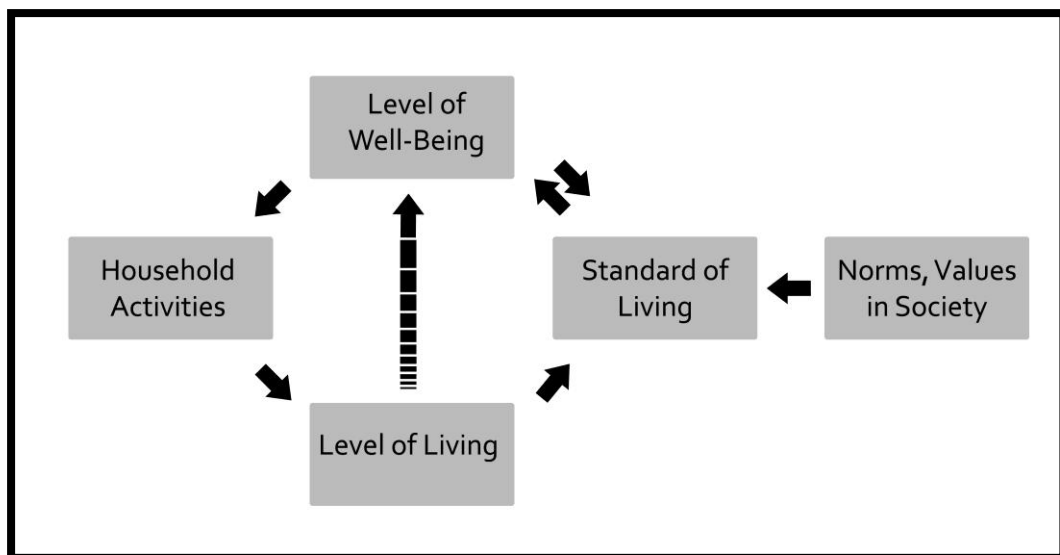 Level of
Well-Being
Household
Activities
Standard of
Living
Norms, Values
in Society
Level of Living